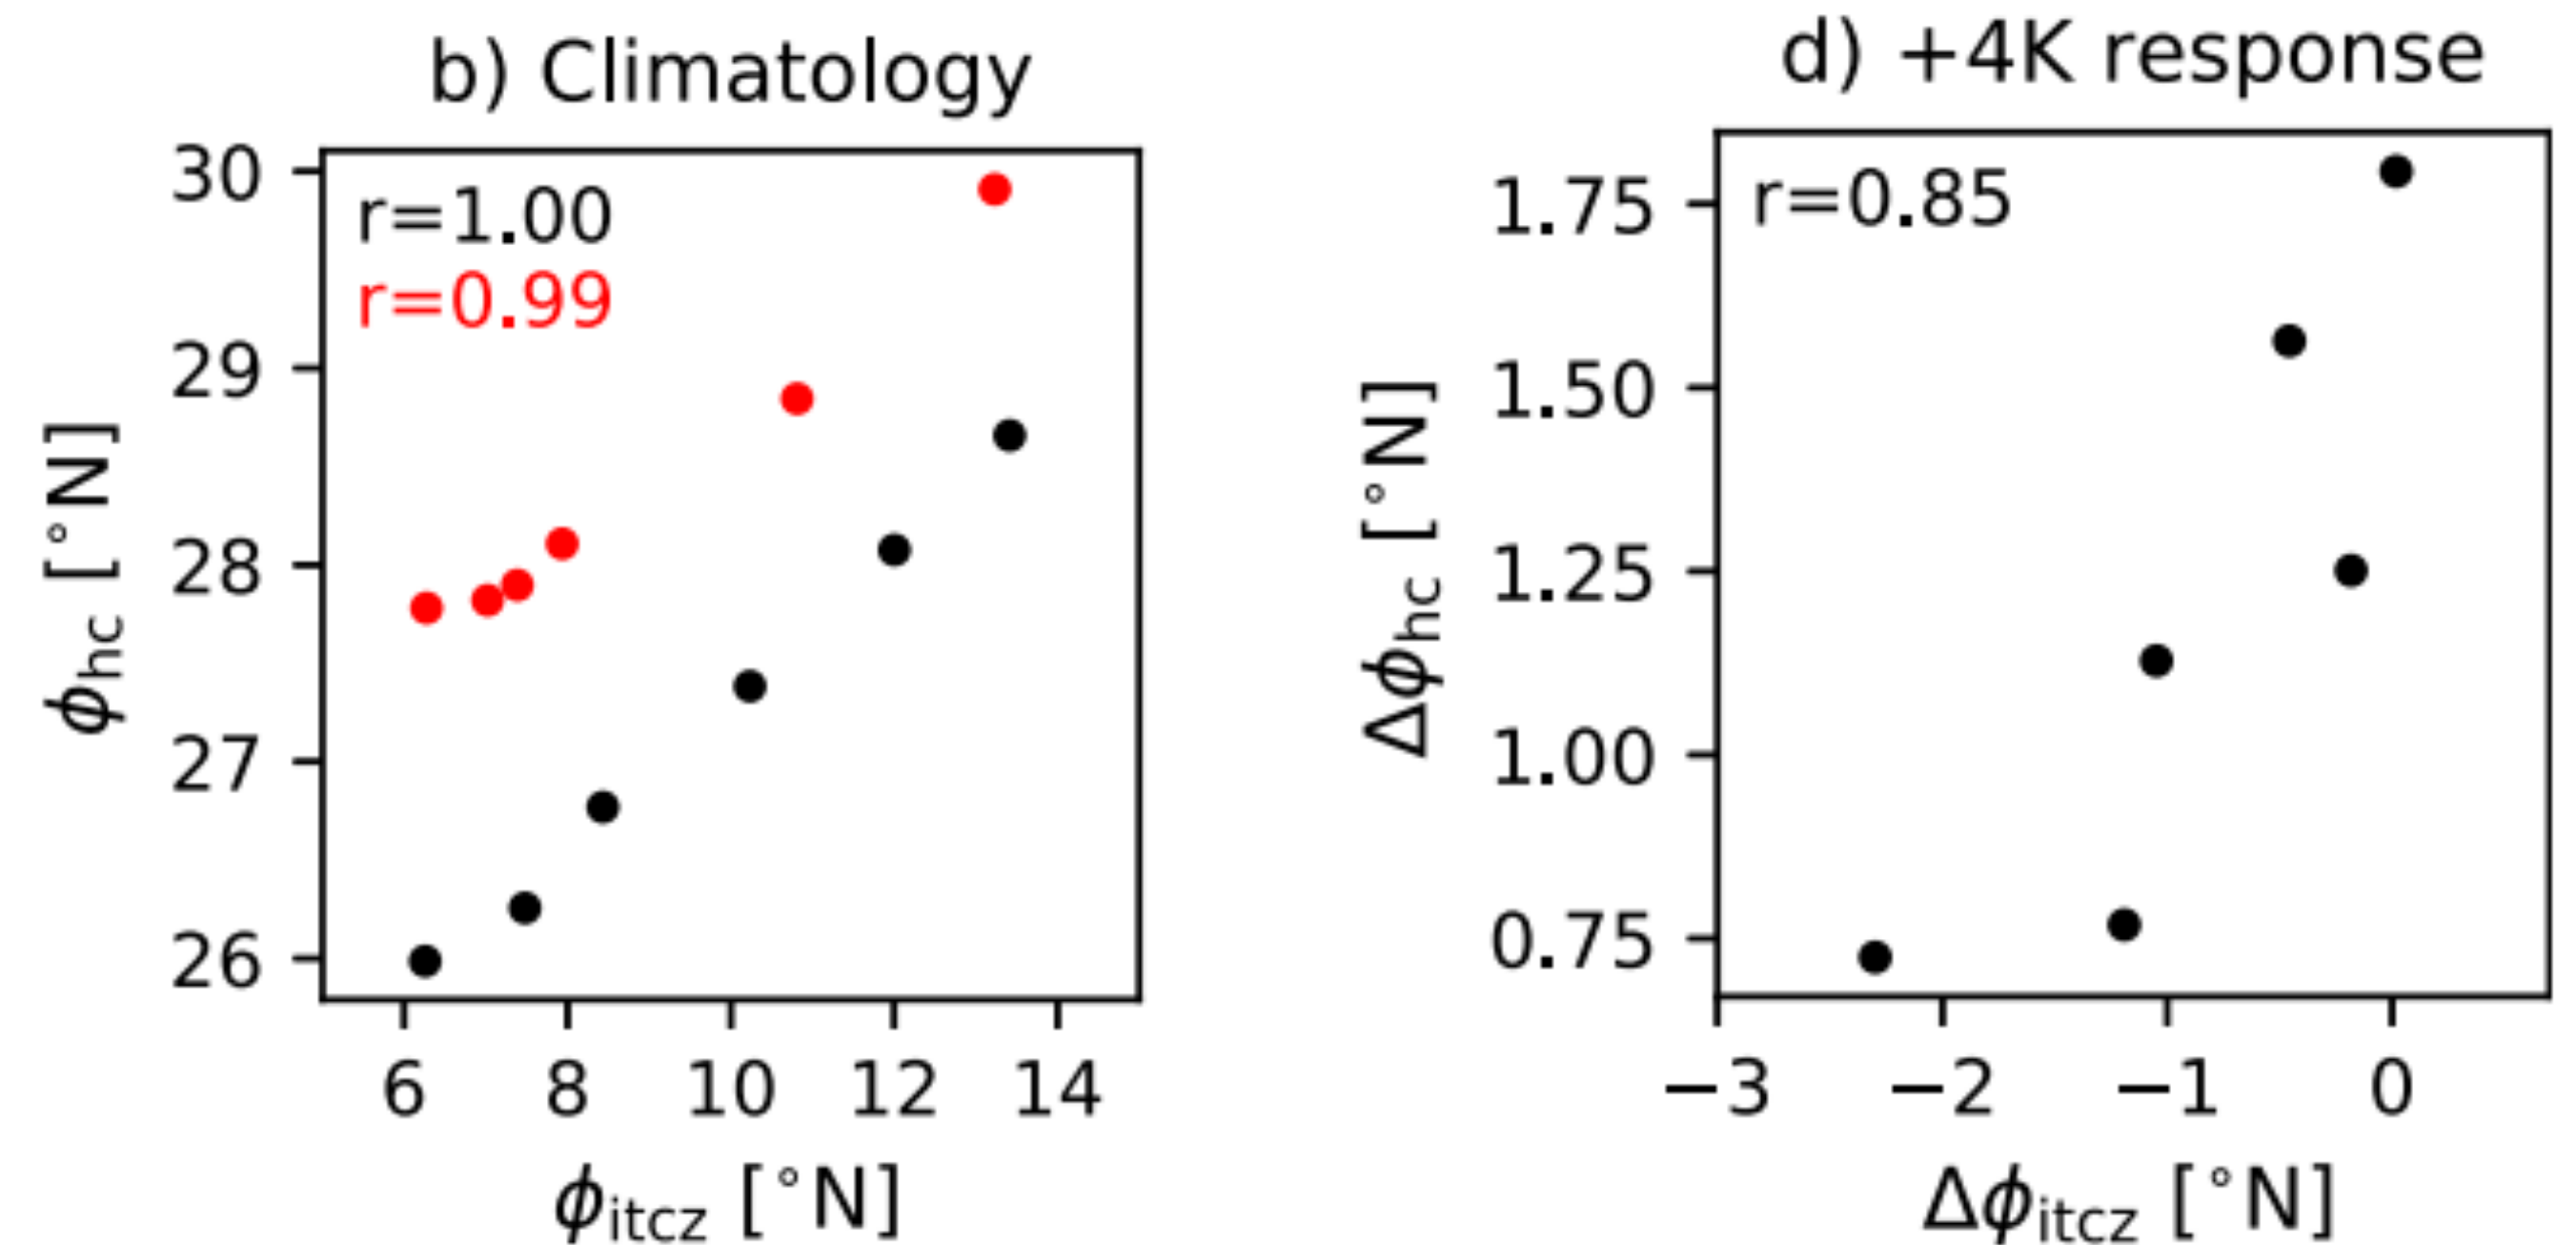 b) Climatology
r=1.00
r=0.99
30
29
28
27
26
ϕhc [°N]
6 8 10 12 14
ϕitcz [°N]
d) +4K response
r=0.85
1.75
1.50
1.25
1.00
0.75
Δϕhc [°N]
−3 −2 −1 0
Δϕitcz [°N]